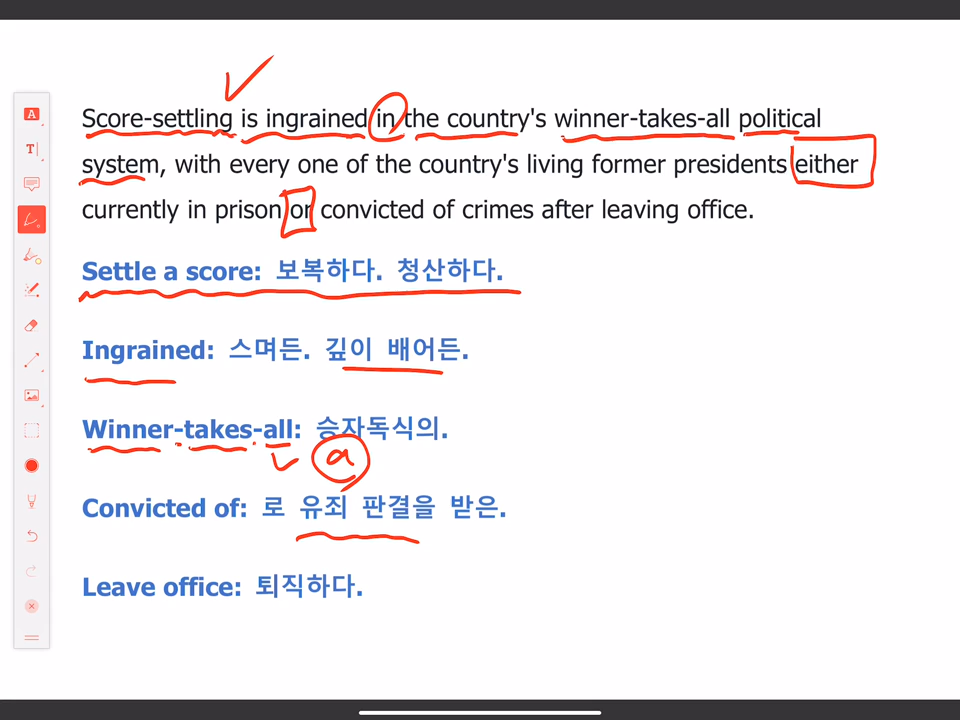 Score-settling is ingrained in the country's winner-takes-all political
system, with every one of the country's living former presidents either
currently in prison or convicted of crimes after leaving office.
Settle a score: 보복하다. 청산하다.
Ingrained: 스며든. 깊이 배어든.
Winner-takes-all: 승자독식의.
a
Convicted of: 로 유죄 판결을 받은.
Leave office: 퇴직하다.